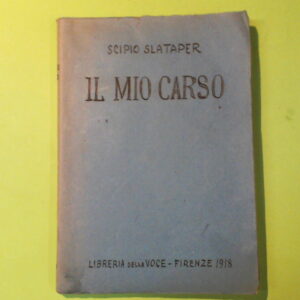 SCIPIO SLATAPER
IL MIO CARSO
LIBRERIA DELLA VOCE - FIRENZE 1918